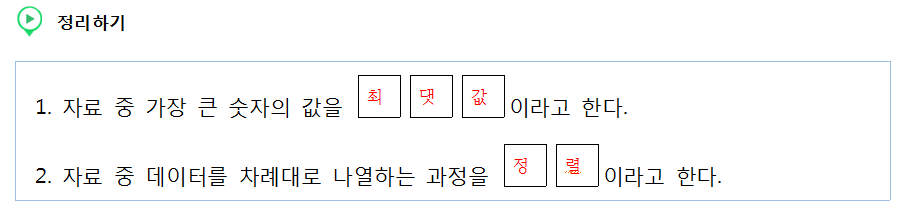 정리하기
1. 자료 중 가장 큰 숫자의 값을 최 댓 값 이라고 한다.
2. 자료 중 데이터를 차례대로 나열하는 과정을 정 렬 이라고 한다.